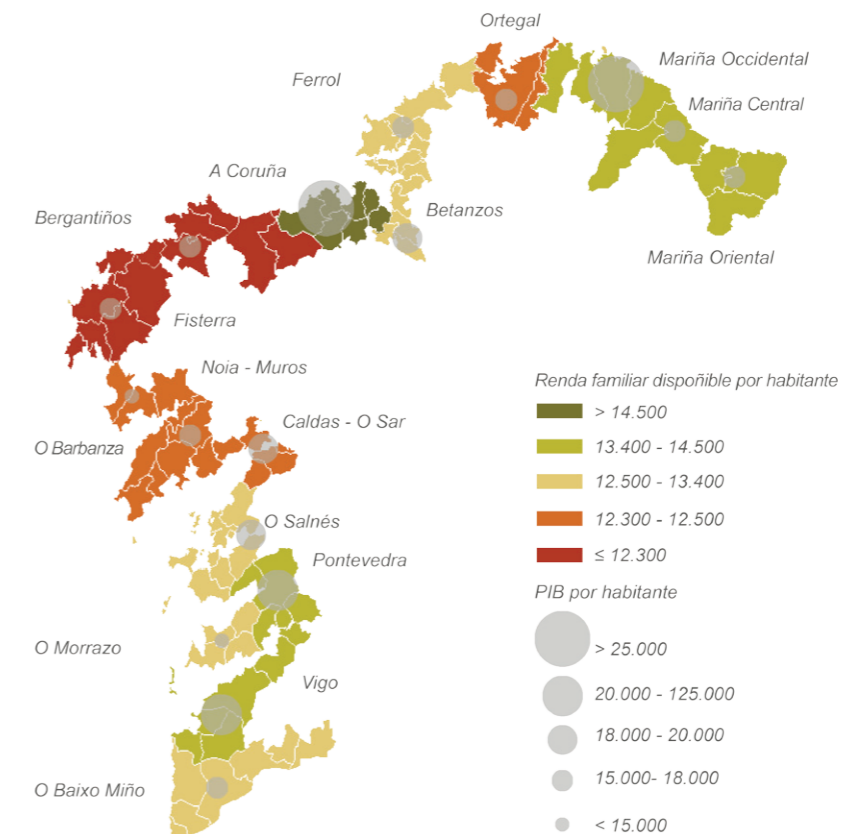 Ortegal
Mariña Occidental
Ferrol
Mariña Central
A Coruña
Bergantiños
Betanzos
Mariña Oriental
Fisterra
Noia - Muros
Caldas - O Sar
O Barbanza
O Salnés
Pontevedra
O Morrazo
Vigo
O Baixo Miño
Renda familiar dispoñible por habitante
> 14.500
13.400 - 14.500
12.500 - 13.400
12.300 - 12.500
≤ 12.300
PIB por habitante
> 25.000
20.000 - 125.000
18.000 - 20.000
15.000- 18.000
< 15.000